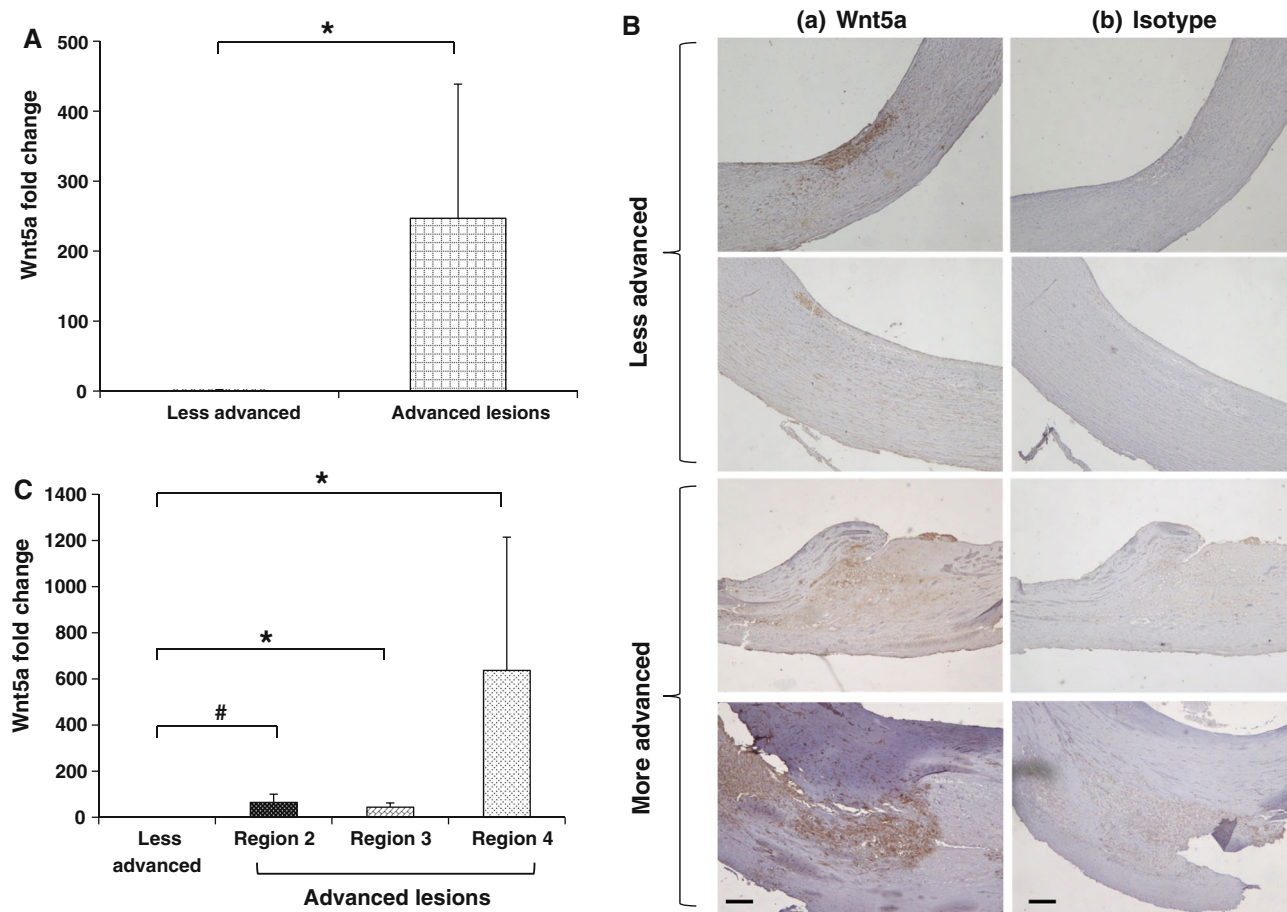 A
500
400
300
200
100
0
Wnt5a fold change
*
Less advanced
Advanced lesions
B
(a) Wnt5a
(b) Isotype
Less advanced
More advanced
C
1400
1200
1000
800
600
400
200
0
Wnt5a fold change
*
*
#
Less advanced
Region 2
Region 3
Region 4
Advanced lesions